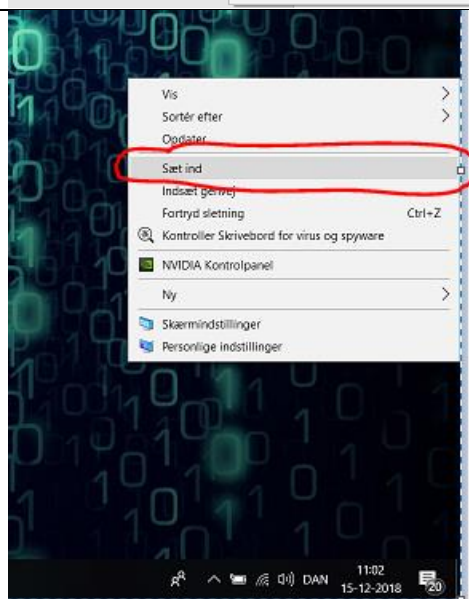 Vis
Sortér efter
Opdater
Sæt ind
Indsæt genvej
Fortryd sletning Ctrl+Z
Kontroller Skrivebord for virus og spyware
NVIDIA Kontrolpanel
Ny
Skærmindstillinger
Personlige indstillinger
DAN 11:02
15-12-2018 20